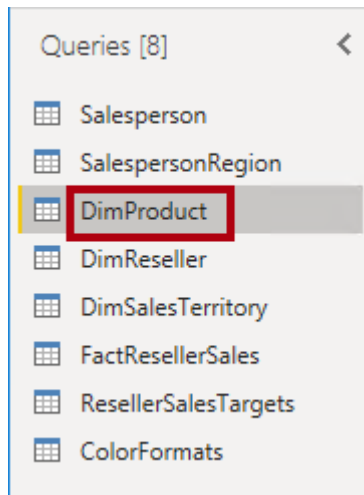 Queries [8]
Salesperson
SalespersonRegion
DimProduct
DimReseller
DimSalesTerritory
FactResellerSales
ResellerSalesTargets
ColorFormats